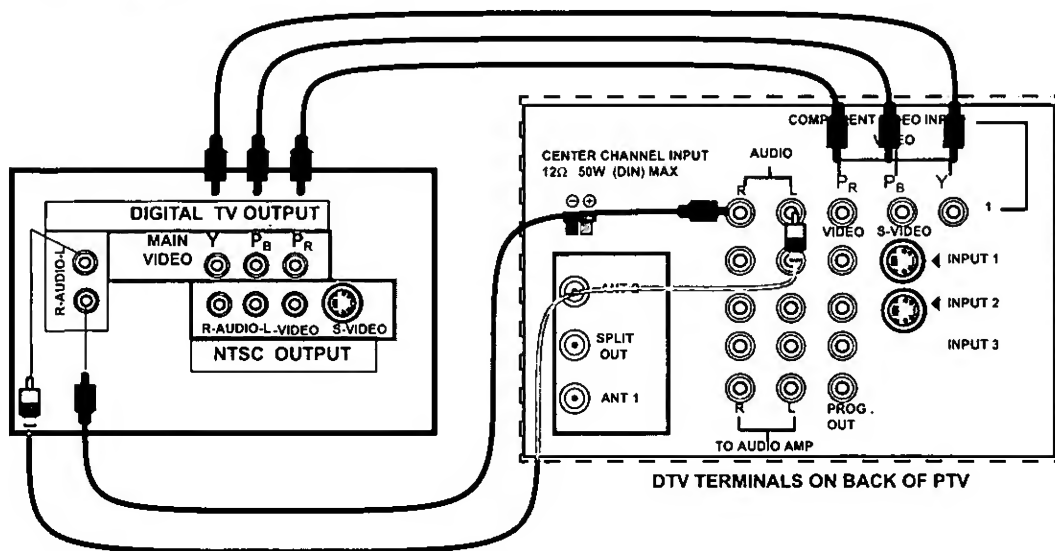 COMPONENT VIDEO INPUT
VIDEO
CENTER CHANNEL INPUT
12Ω 50W (DIN) MAX
AUDIO
R L
PR PB Y
1
VIDEO
S-VIDEO
INPUT 1
INPUT 2
INPUT 3
ANT 2
SPLIT
OUT
ANT 1
R L
PROG.
OUT
TO AUDIO AMP
DTV TERMINALS ON BACK OF PTV
DIGITAL TV OUTPUT
MAIN
VIDEO
Y PB PR
R-AUDIO-L
R-AUDIO-L -VIDEO S-VIDEO
NTSC OUTPUT